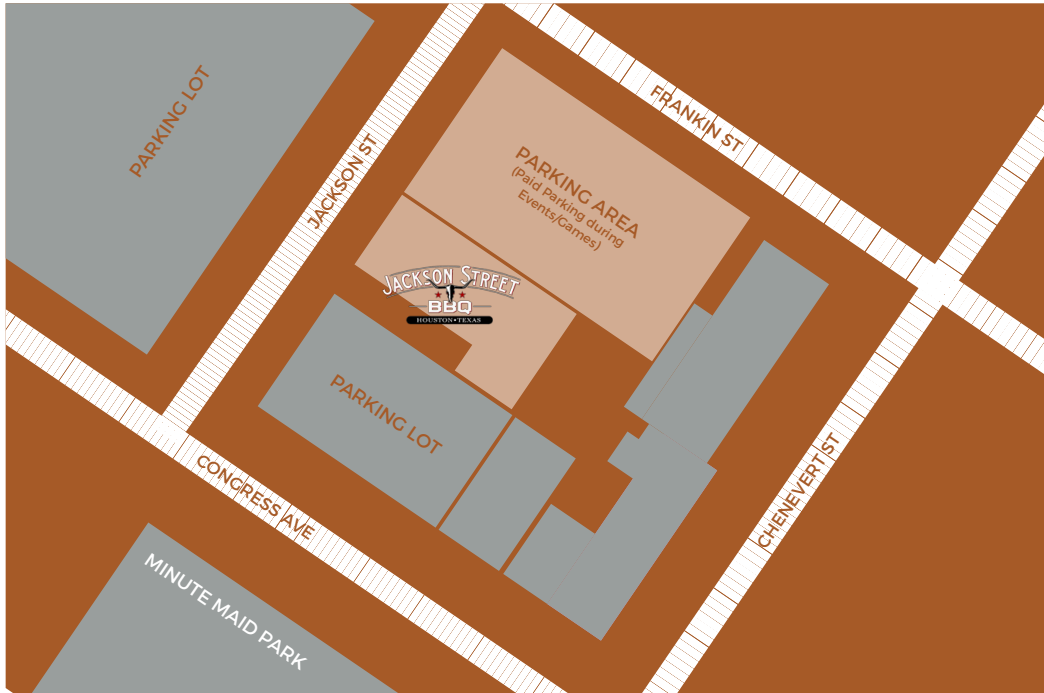 PARKING LOT
JACKSON ST
FRANKIN ST
PARKING AREA
(Paid Parking during
Events/Games)
JACKSON STREET
BBQ
HOUSTON•TEXAS
PARKING LOT
CONGRESS AVE
CHENEVERT ST
MINUTE MAID PARK